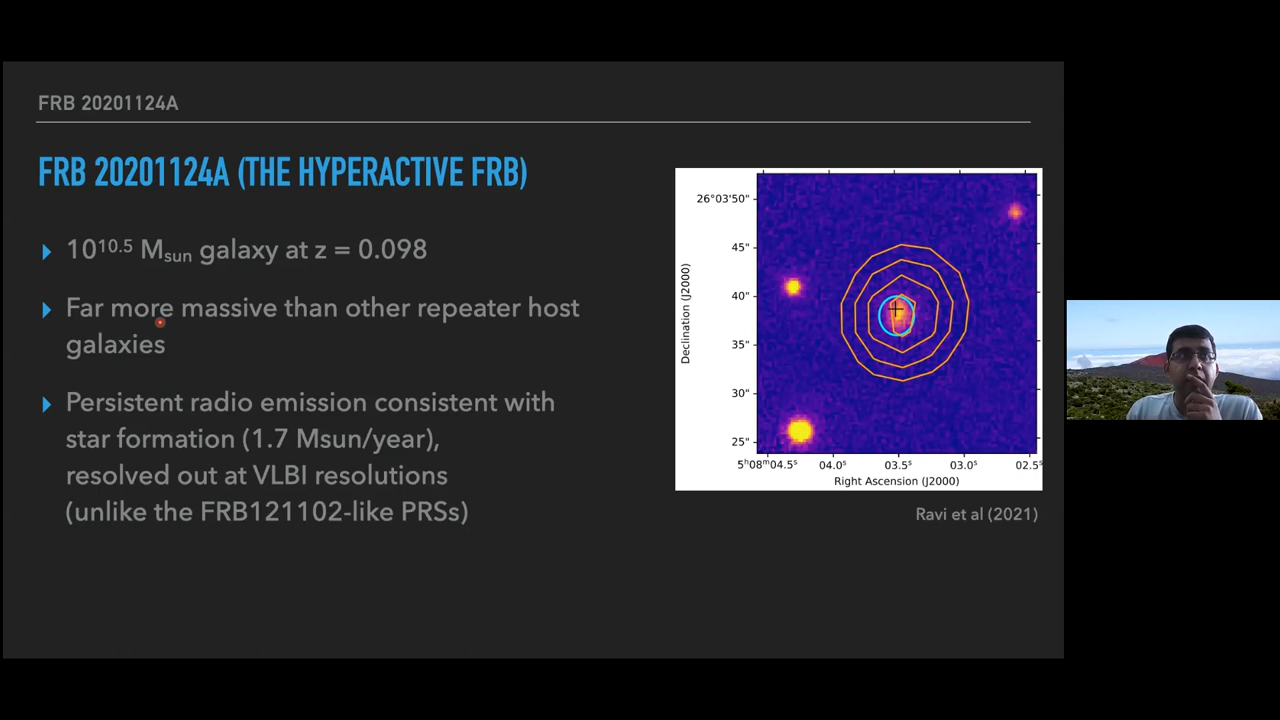 FRB 20201124A
FRB 20201124A (THE HYPERACTIVE FRB)
10^10.5 M_sun galaxy at z = 0.098
Far more massive than other repeater host
galaxies
Persistent radio emission consistent with
star formation (1.7 Msun/year),
resolved out at VLBI resolutions
(unlike the FRB121102-like PRSs)
26°03'50"
45"
40"
35"
30"
25"
Declination (J2000)
5ʰ08ᵐ04.5ˢ 04.0ˢ 03.5ˢ 03.0ˢ 02.5ˢ
Right Ascension (J2000)
Ravi et al (2021)